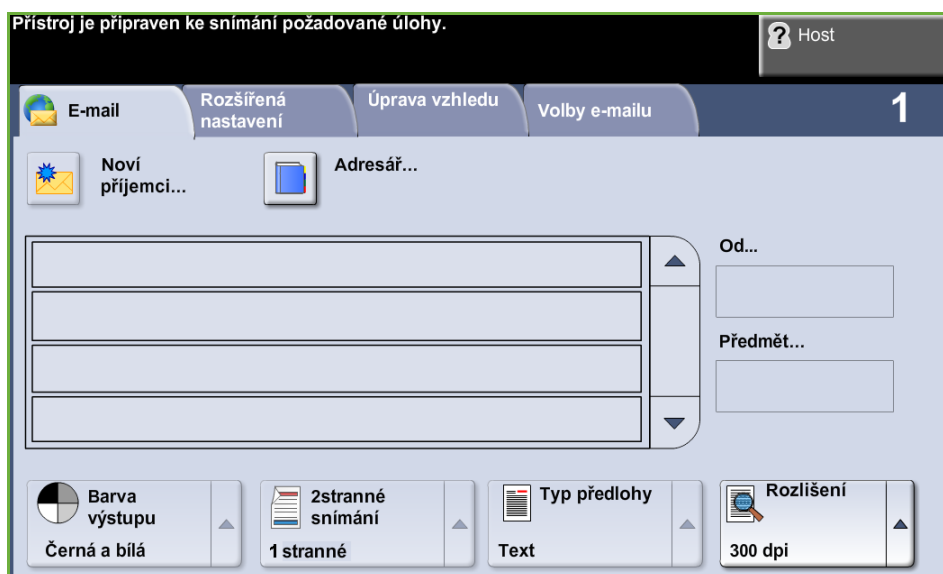 Přístroj je připraven ke snímání požadované úlohy.
? Host
E-mail
Rozšířená
nastavení
Úprava vzhledu
Volby e-mailu
1
Noví
příjemci...
Adresář...
Od...
Předmět...
Barva
výstupu
Černá a bílá
2stranné
snímání
1 stranné
Typ předlohy
Text
Rozlišení
300 dpi